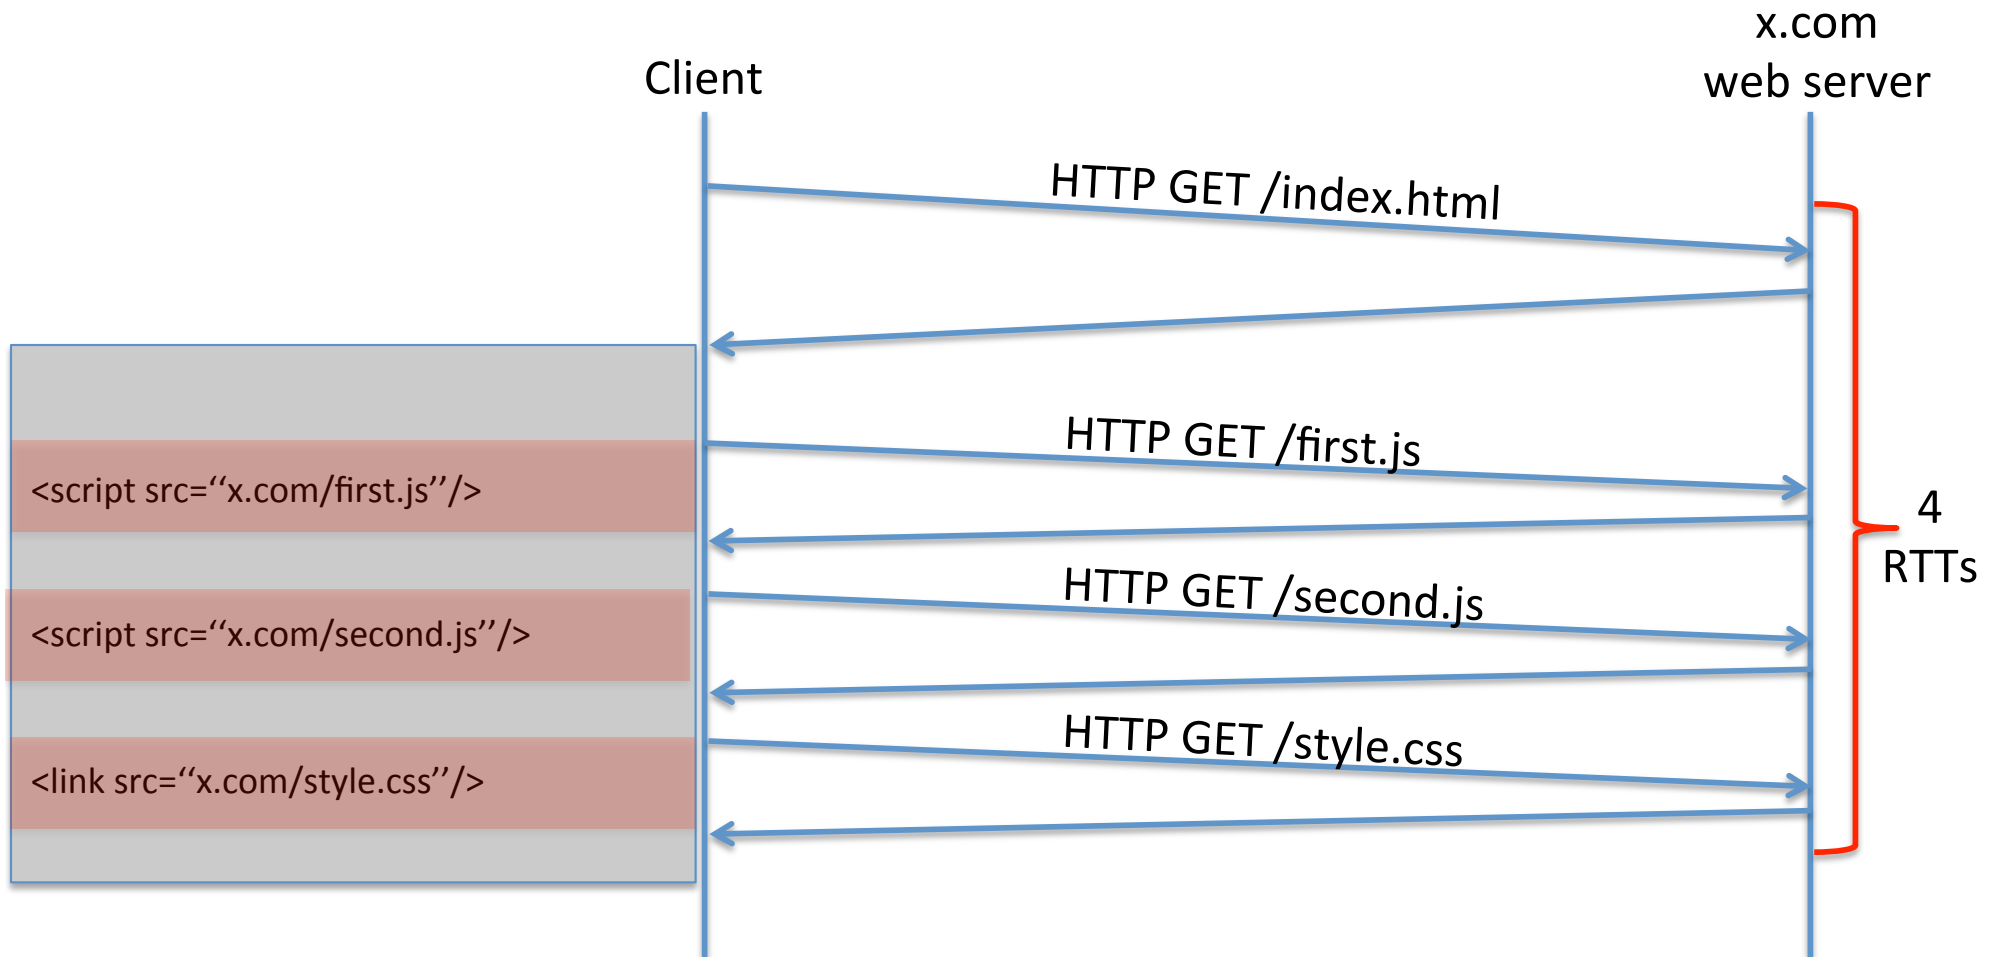 x.com
web server
Client
HTTP GET /index.html
HTTP GET /first.js
<script src=‘‘x.com/first.js’’/>
4
RTTs
HTTP GET /second.js
<script src=‘‘x.com/second.js’’/>
HTTP GET /style.css
<link src=‘‘x.com/style.css’’/>